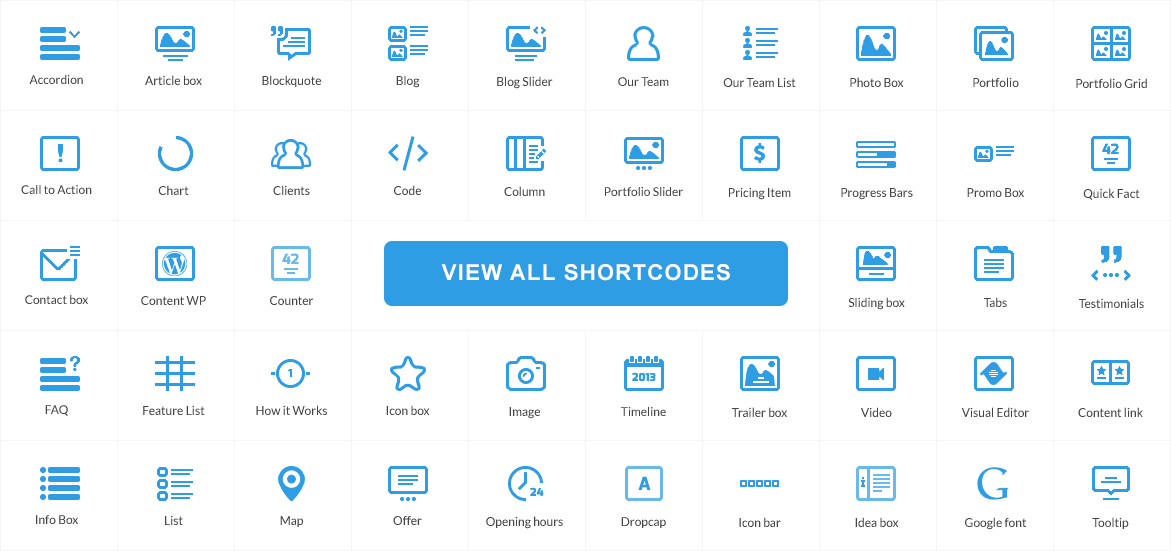 Accordion
Article box
Blockquote
Blog
Blog Slider
Our Team
Our Team List
Photo Box
Portfolio
Portfolio Grid
!
42
$
Call to Action
Chart
Clients
Code
Column
Portfolio Slider
Pricing Item
Progress Bars
Promo Box
Quick Fact
W
42
VIEW ALL SHORTCODES
Contact box
Content WP
Counter
Sliding box
Tabs
Testimonials
?
1
2013
FAQ
Feature List
How it Works
Icon box
Image
Timeline
Trailer box
Video
Visual Editor
Content link
24
A
i
G
Info Box
List
Map
Offer
Opening hours
Dropcap
Icon bar
Idea box
Google font
Tooltip